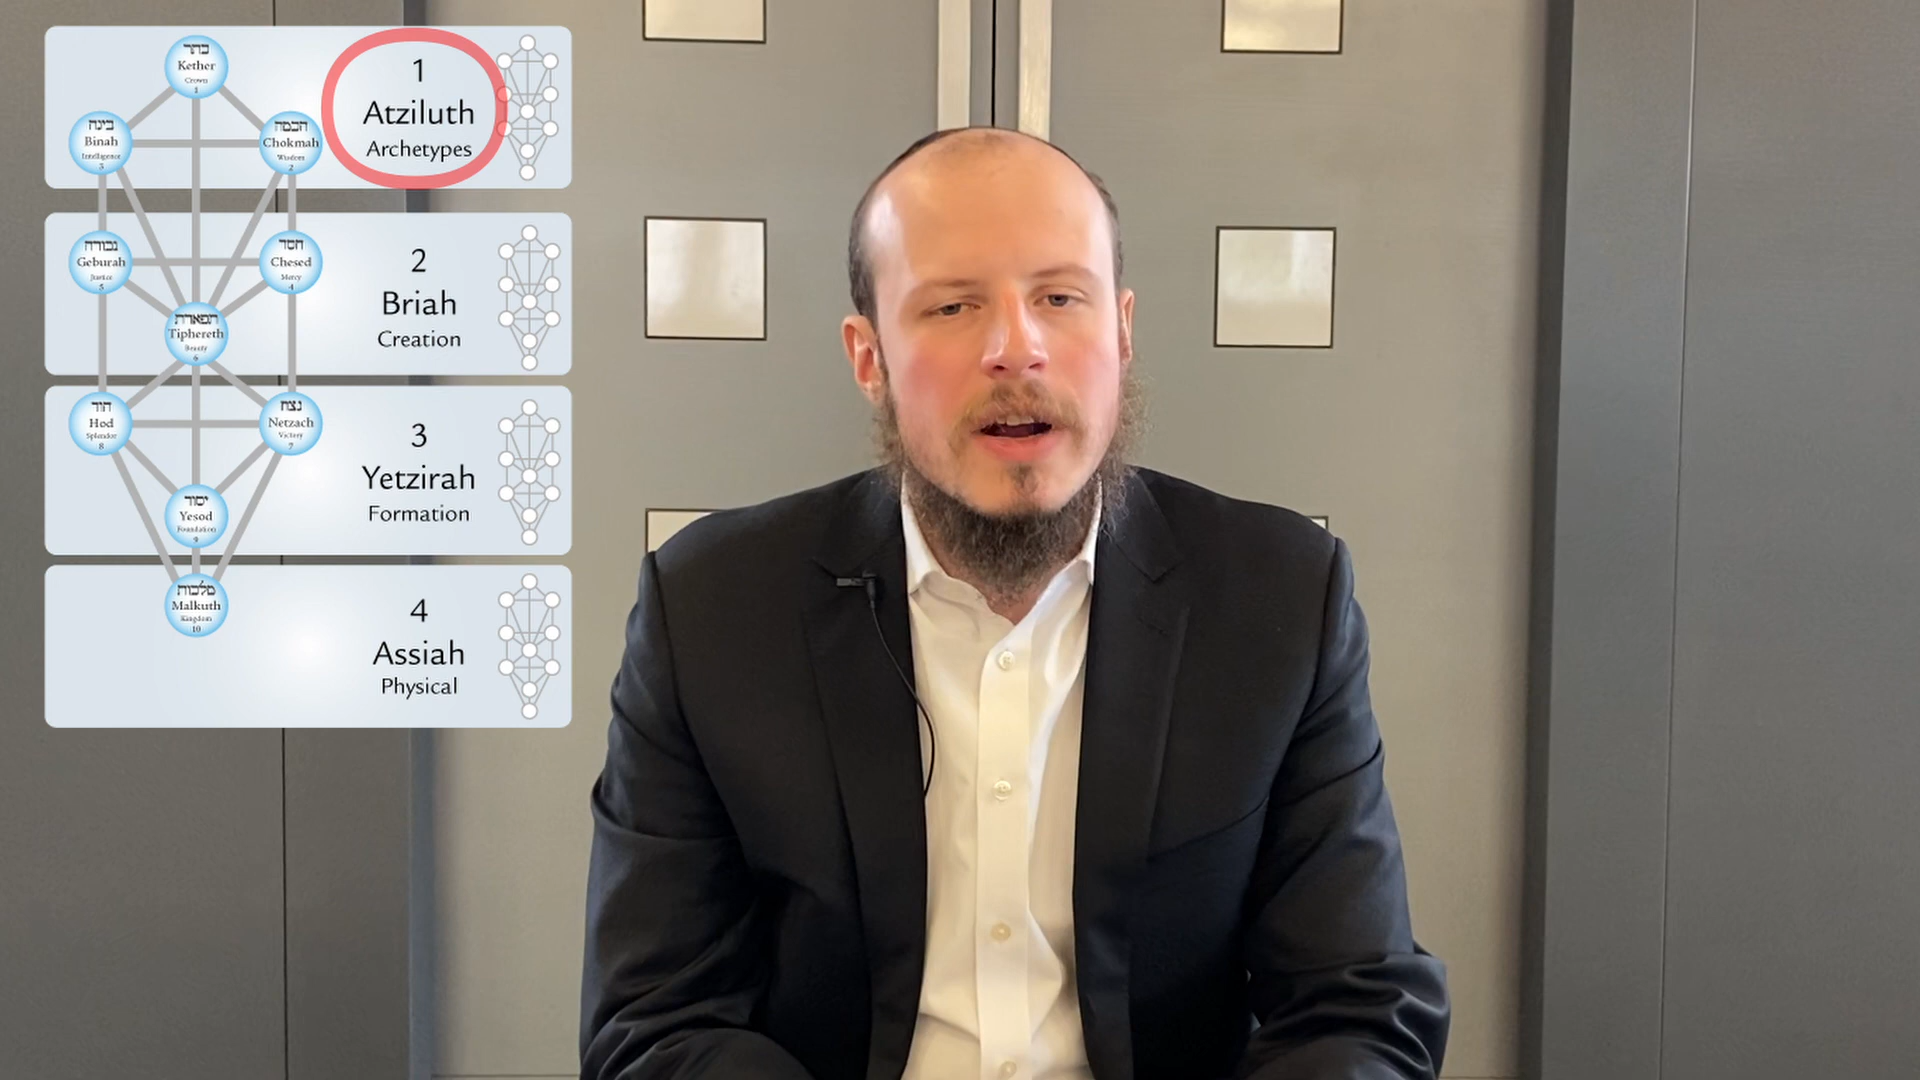 כתר
Kether
Crown
1
בינה
Binah
Intelligence
3
חכמה
Chokmah
Wisdom
2
1
Atziluth
Archetypes
גבורה
Geburah
Justice
5
חסד
Chesed
Mercy
4
תפארת
Tiphereth
Beauty
6
2
Briah
Creation
הוד
Hod
Splendor
8
נצח
Netzach
Victory
7
יסוד
Yesod
Foundation
9
3
Yetzirah
Formation
מלכות
Malkuth
Kingdom
10
4
Assiah
Physical